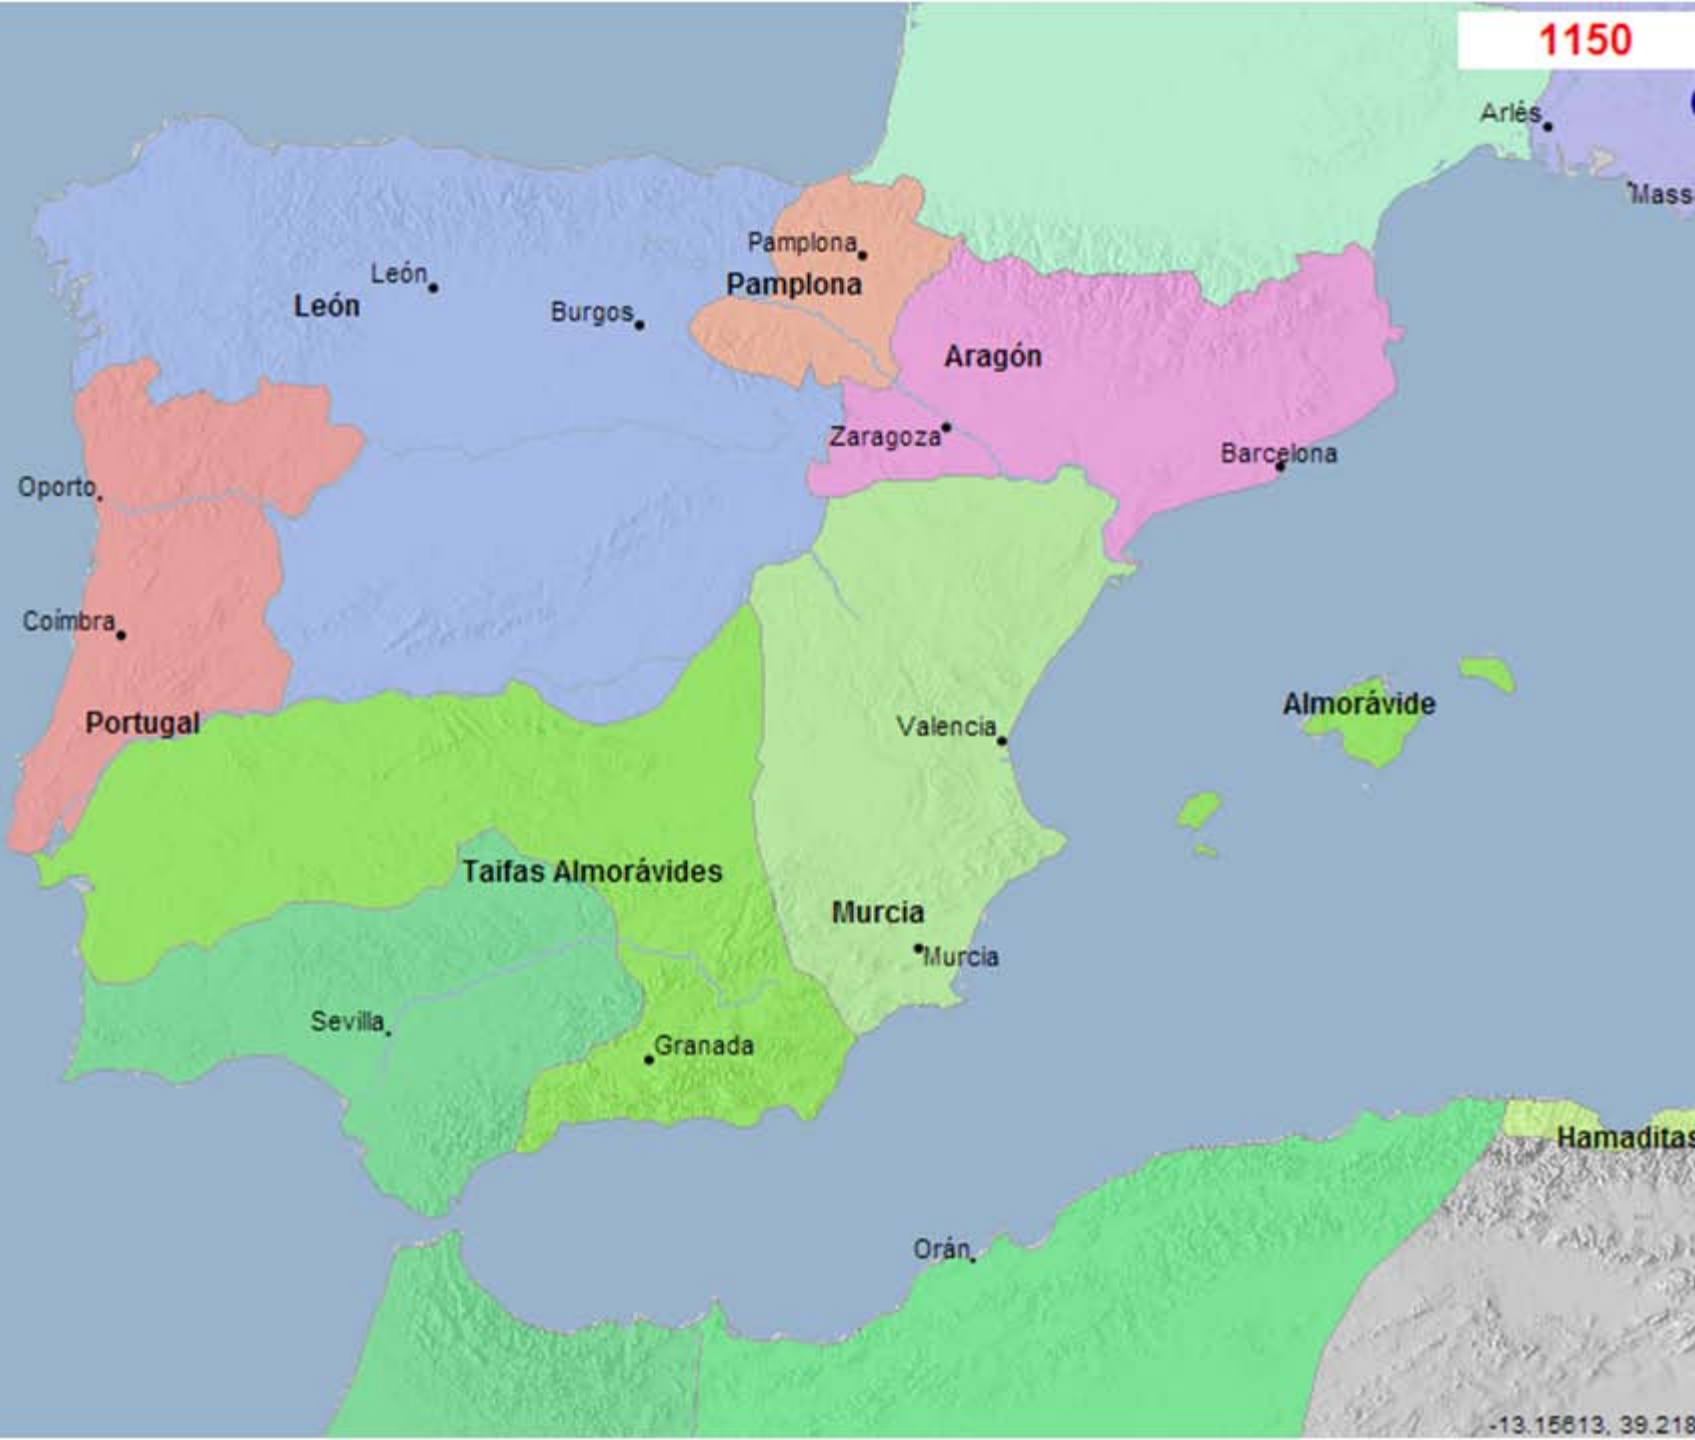 1150
Arlés
Mass
Pamplona
Pamplona
León
León
Burgos
Aragón
Zaragoza
Barcelona
Oporto
Coímbra
Portugal
Valencia
Almorávide
Taifas Almorávides
Murcia
Murcia
Sevilla
Granada
Hamaditas
Orán
-13.15613, 39.218